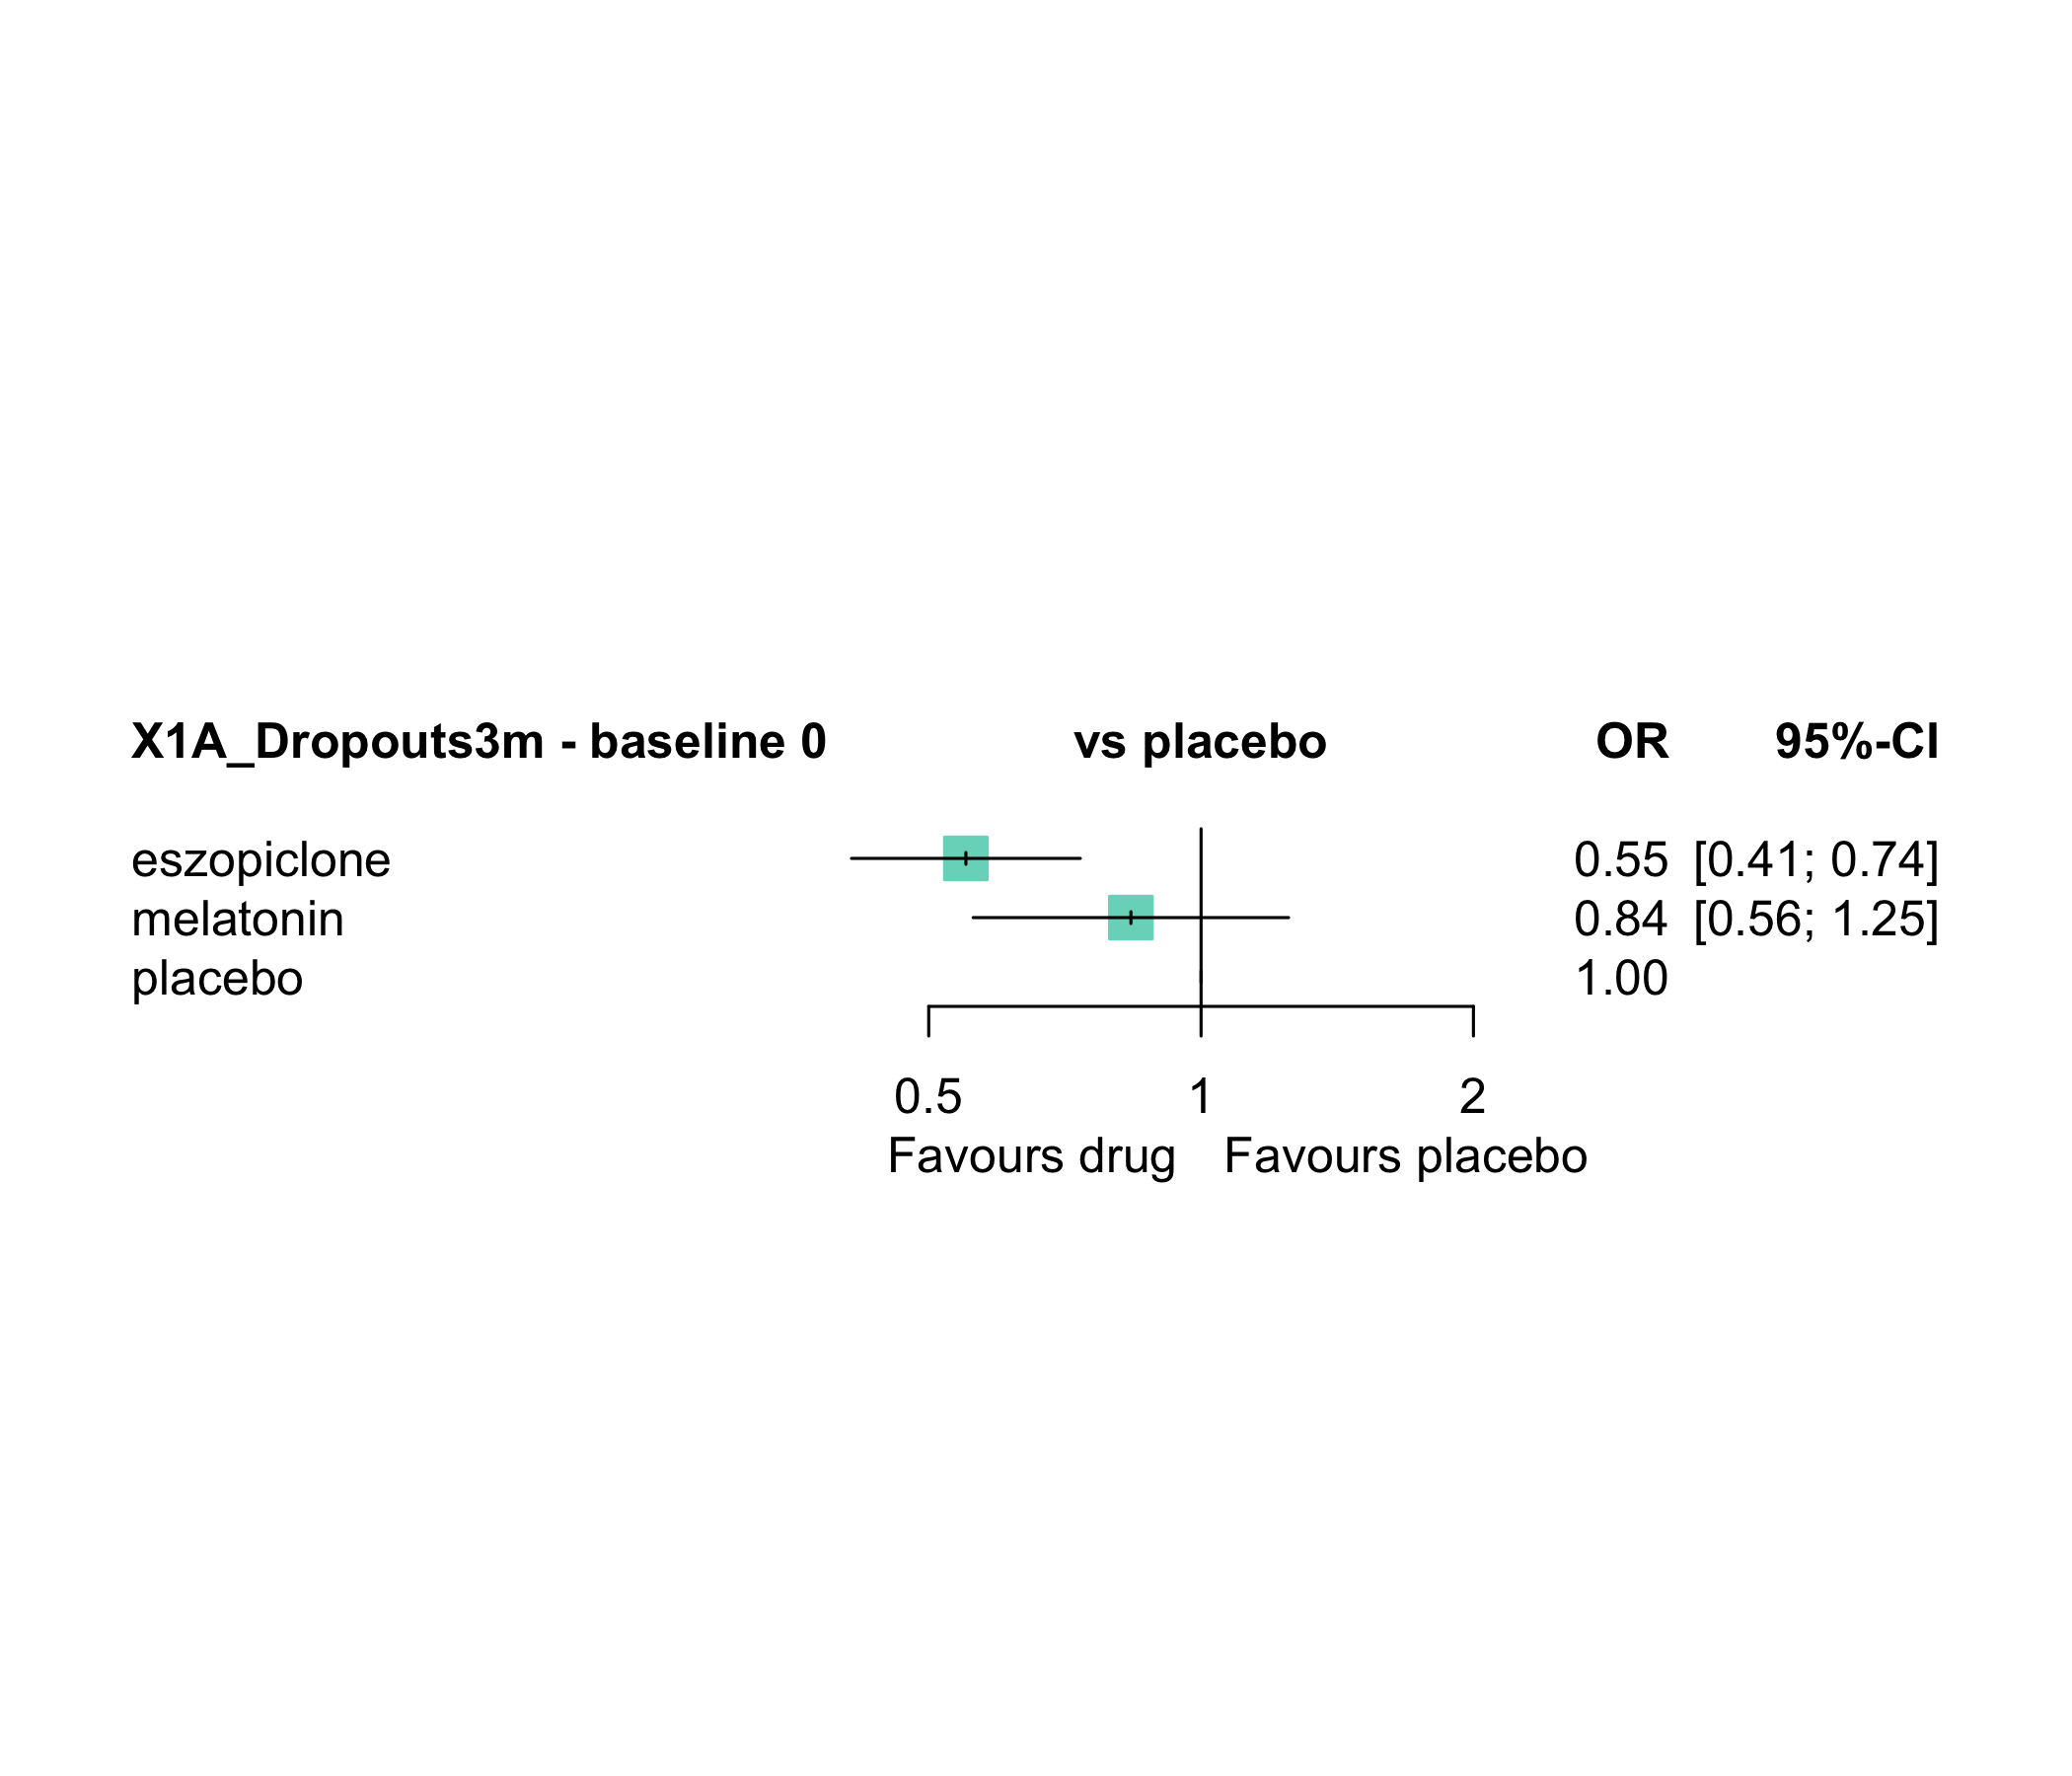 X1A_Dropouts3m - baseline 0 vs placebo OR 95%-CI
eszopiclone 0.55 [0.41; 0.74]
melatonin 0.84 [0.56; 1.25]
placebo 1.00
0.5 1 2
Favours drug Favours placebo